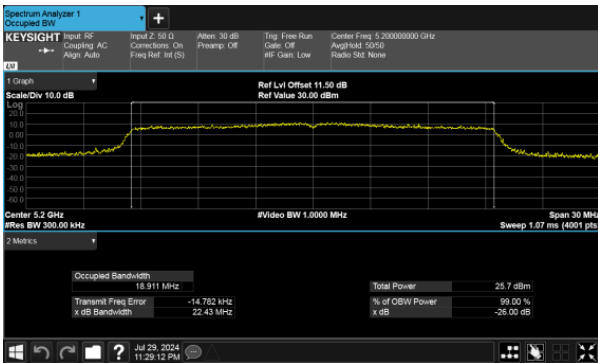 Spectrum Analyzer 1
Occupied BW
KEYSIGHT Input: RF Input Z: 50 Ω Atten: 30 dB Trig: Free Run Center Freq: 5.200000000 GHz
Coupling: AC Corrections: On Preamp: Off Gate: Off Avg|Hold: 50/50
Align: Auto Freq Ref: Int (S) #IF Gain: Low Radio Std: None
LXI
1 Graph
Scale/Div 10.0 dB
Ref Lvl Offset 11.50 dB
Ref Value 30.00 dBm
Log
20.0
10.0
0.00
-10.0
-20.0
-30.0
-40.0
-50.0
-60.0
Center 5.2 GHz #Video BW 1.0000 MHz Span 30 MHz
#Res BW 300.00 kHz Sweep 1.07 ms (4001 pts
2 Metrics
Occupied Bandwidth
18.911 MHz Total Power 25.7 dBm
Transmit Freq Error -14.782 kHz % of OBW Power 99.00 %
x dB Bandwidth 22.43 MHz x dB -26.00 dB
Jul 29, 2024
11:29:12 PM